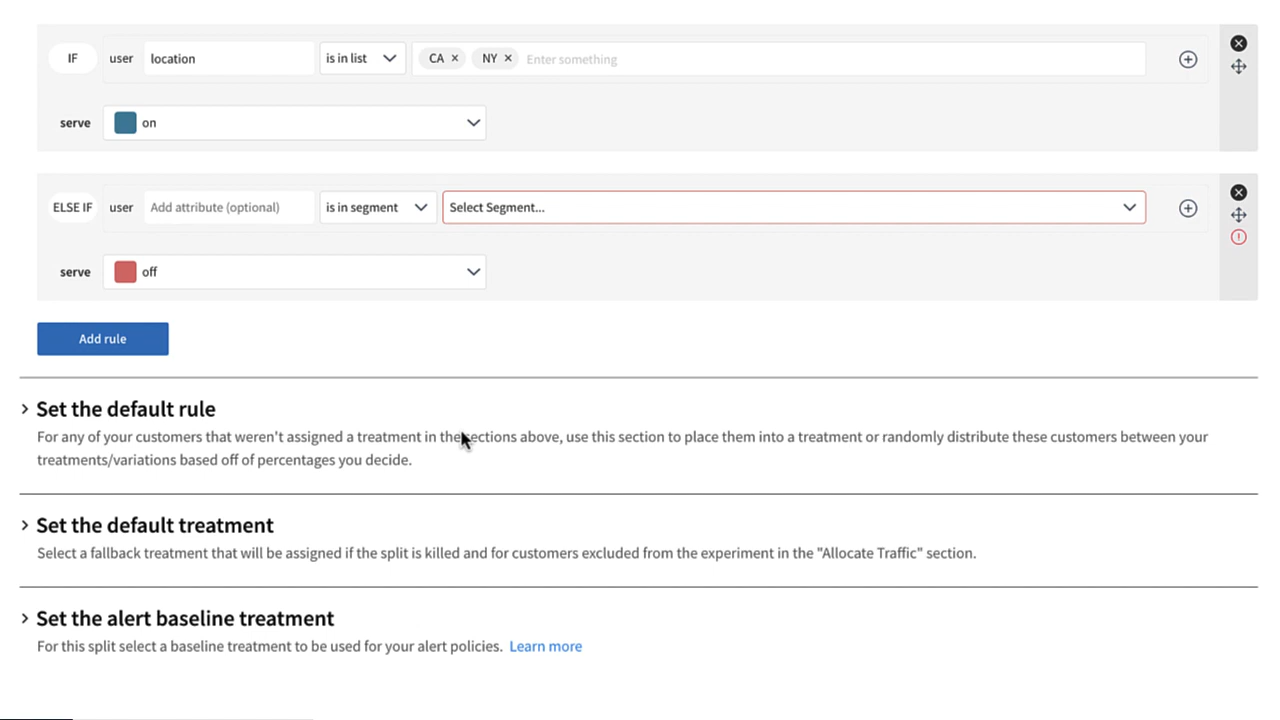 IF user location is in list CA × NY × Enter something
serve on
ELSE IF user Add attribute (optional) is in segment Select Segment...
serve off
Add rule
Set the default rule
For any of your customers that weren't assigned a treatment in the sections above, use this section to place them into a treatment or randomly distribute these customers between your
treatments/variations based off of percentages you decide.
Set the default treatment
Select a fallback treatment that will be assigned if the split is killed and for customers excluded from the experiment in the "Allocate Traffic" section.
Set the alert baseline treatment
For this split select a baseline treatment to be used for your alert policies. Learn more